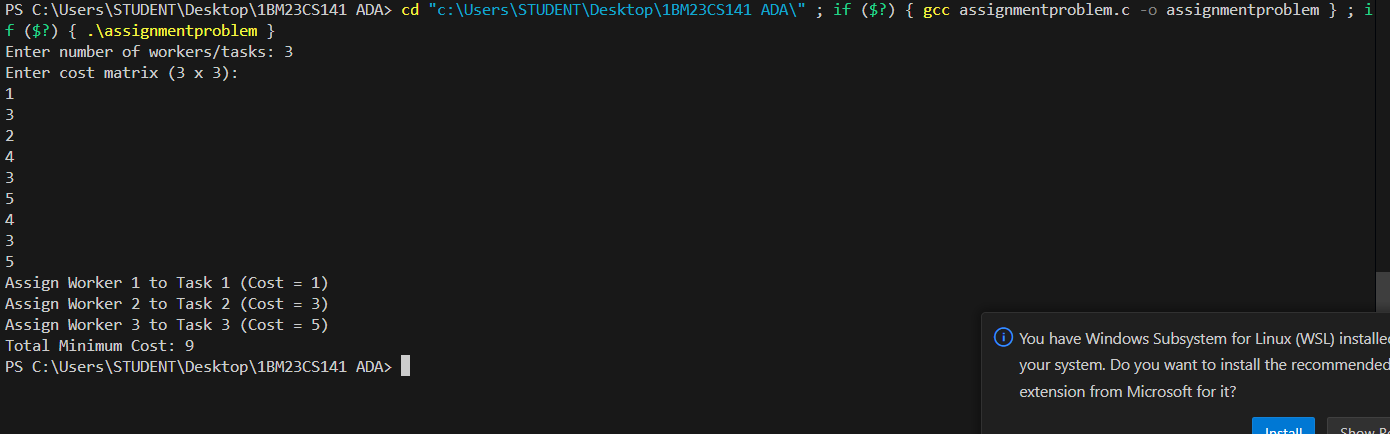 PS C:\Users\STUDENT\Desktop\1BM23CS141 ADA> cd "c:\Users\STUDENT\Desktop\1BM23CS141 ADA\" ; if ($?) { gcc assignmentproblem.c -o assignmentproblem } ; i
f ($?) { .\assignmentproblem }
Enter number of workers/tasks: 3
Enter cost matrix (3 x 3):
1
3
2
4
3
5
4
3
5
Assign Worker 1 to Task 1 (Cost = 1)
Assign Worker 2 to Task 2 (Cost = 3)
Assign Worker 3 to Task 3 (Cost = 5)
Total Minimum Cost: 9
PS C:\Users\STUDENT\Desktop\1BM23CS141 ADA>
You have Windows Subsystem for Linux (WSL) installe
your system. Do you want to install the recommended
extension from Microsoft for it?
Install
Show